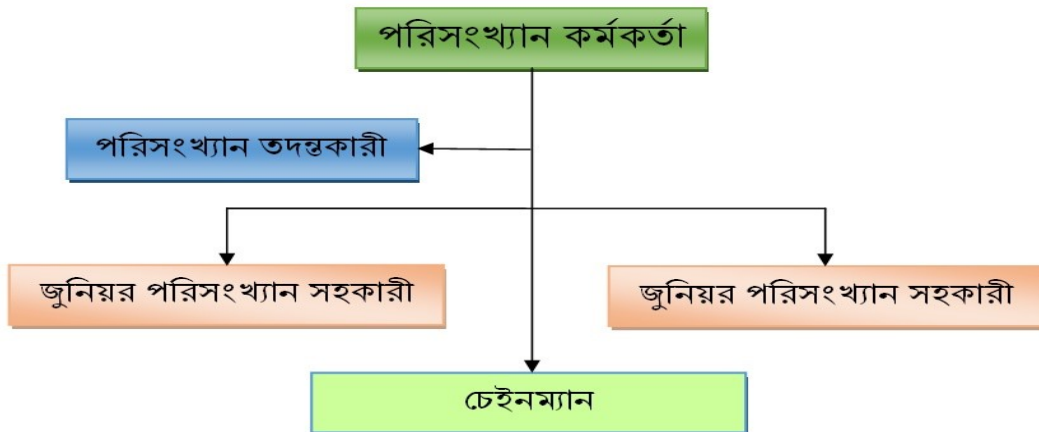 পরিসংখ্যান কর্মকর্তা
পরিসংখ্যান তদন্তকারী
জুনিয়র পরিসংখ্যান সহকারী
জুনিয়র পরিসংখ্যান সহকারী
চেইনম্যান